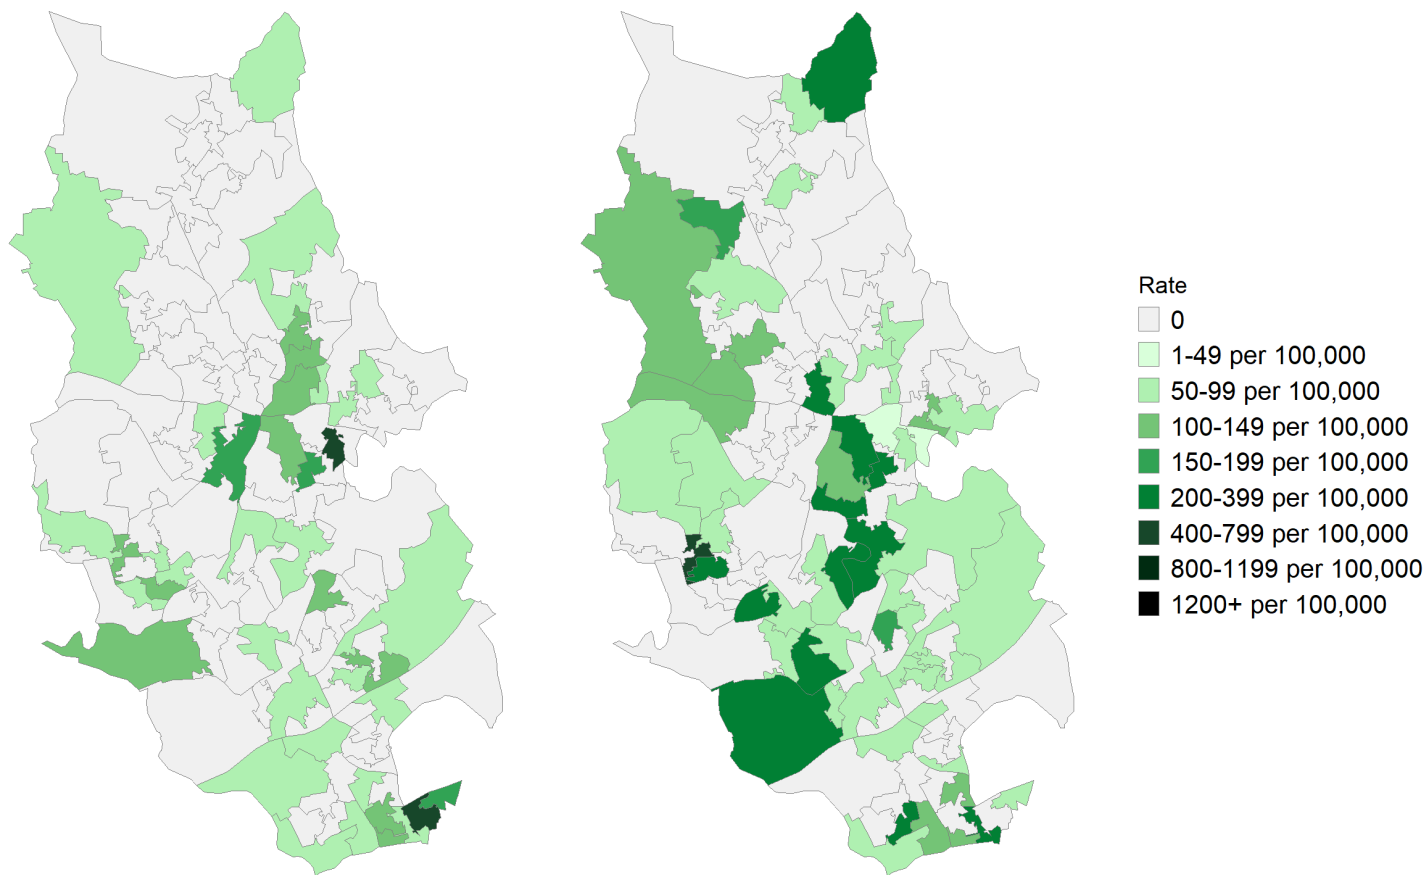 Rate
0
1-49 per 100,000
50-99 per 100,000
100-149 per 100,000
150-199 per 100,000
200-399 per 100,000
400-799 per 100,000
800-1199 per 100,000
1200+ per 100,000